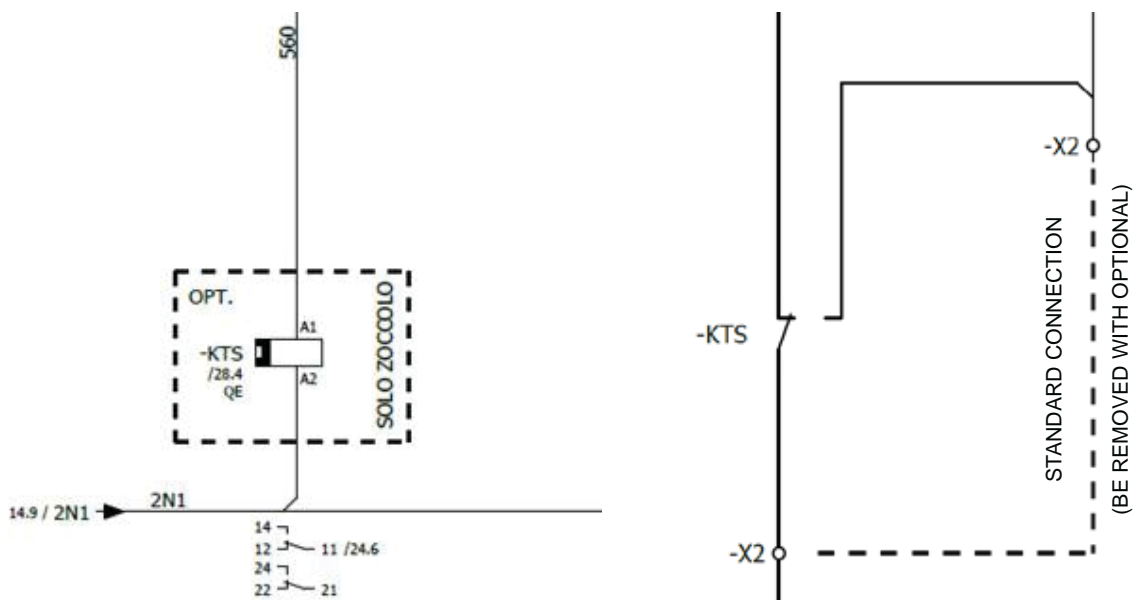 560
OPT.
SOLO ZOCCOLO
A1
-KTS
/28.4
QE
A2
14.9 / 2N1
2N1
14
12
11 /24.6
24
22
21
-X2
-KTS
STANDARD CONNECTION
(BE REMOVED WITH OPTIONAL)
-X2